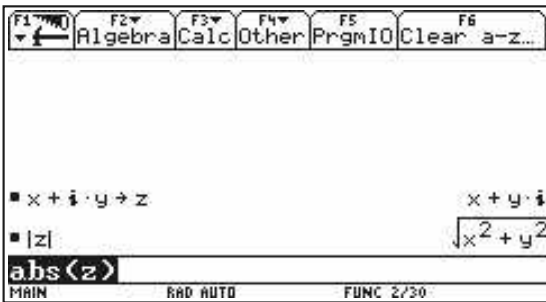 F1 F2 Algebra F3 Calc F4 Other F5 PrgmIO F6 Clear a-z…
x + i · y → z x + y · i
|z| √x² + y²
abs(z)
MAIN RAD AUTO FUNC 2/30